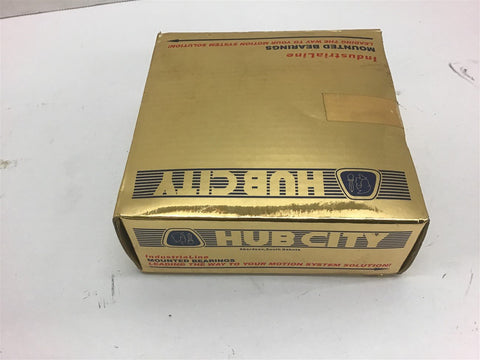 LEADING THE WAY TO YOUR MOTION SYSTEM SOLUTION!
MOUNTED BEARINGS
IndustriaLine
HUB CITY
HUB CITY
Aberdeen, South Dakota
IndustriaLine
MOUNTED BEARINGS
LEADING THE WAY TO YOUR MOTION SYSTEM SOLUTION!